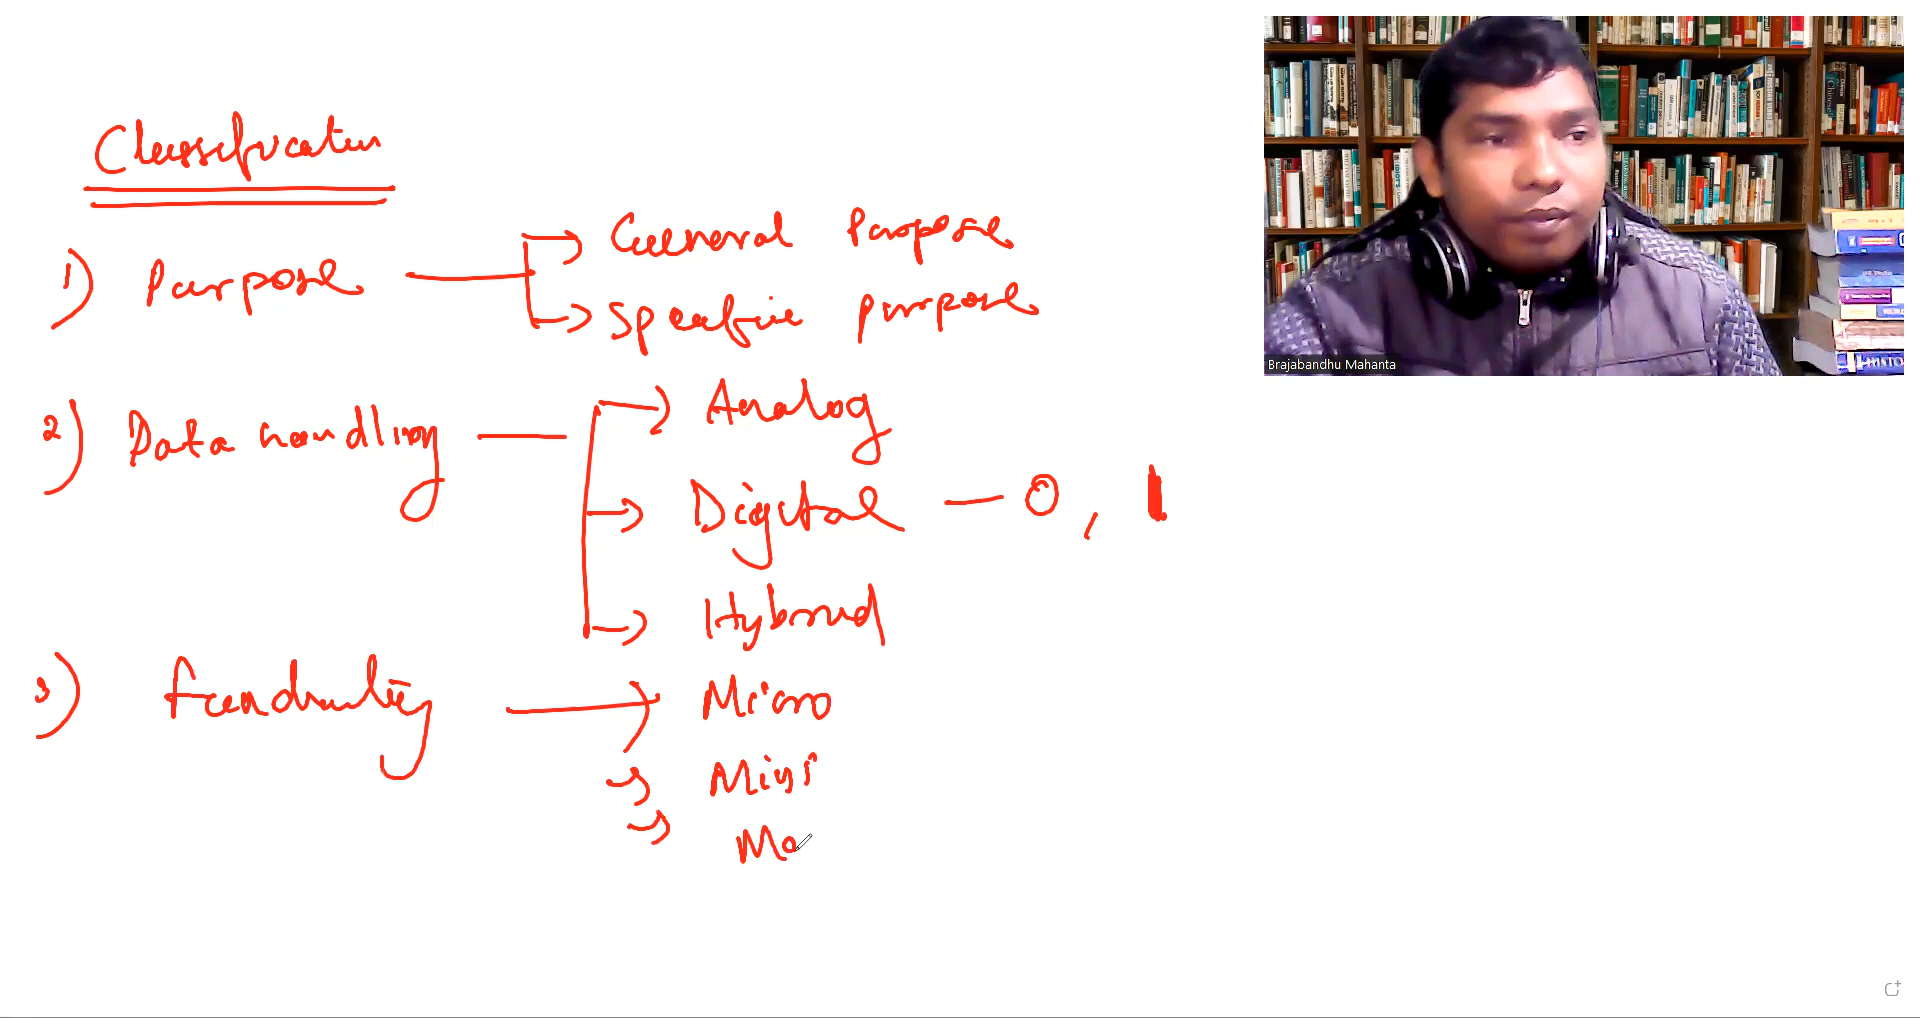 Classification
1) Purpose → General Purpose
→ Specific purpose
2) Data handling → Analog
→ Digital — 0, 1
→ Hybrid
3) functionality → Micro
→ Mini
→ Ma
Brajabandhu Mahanta